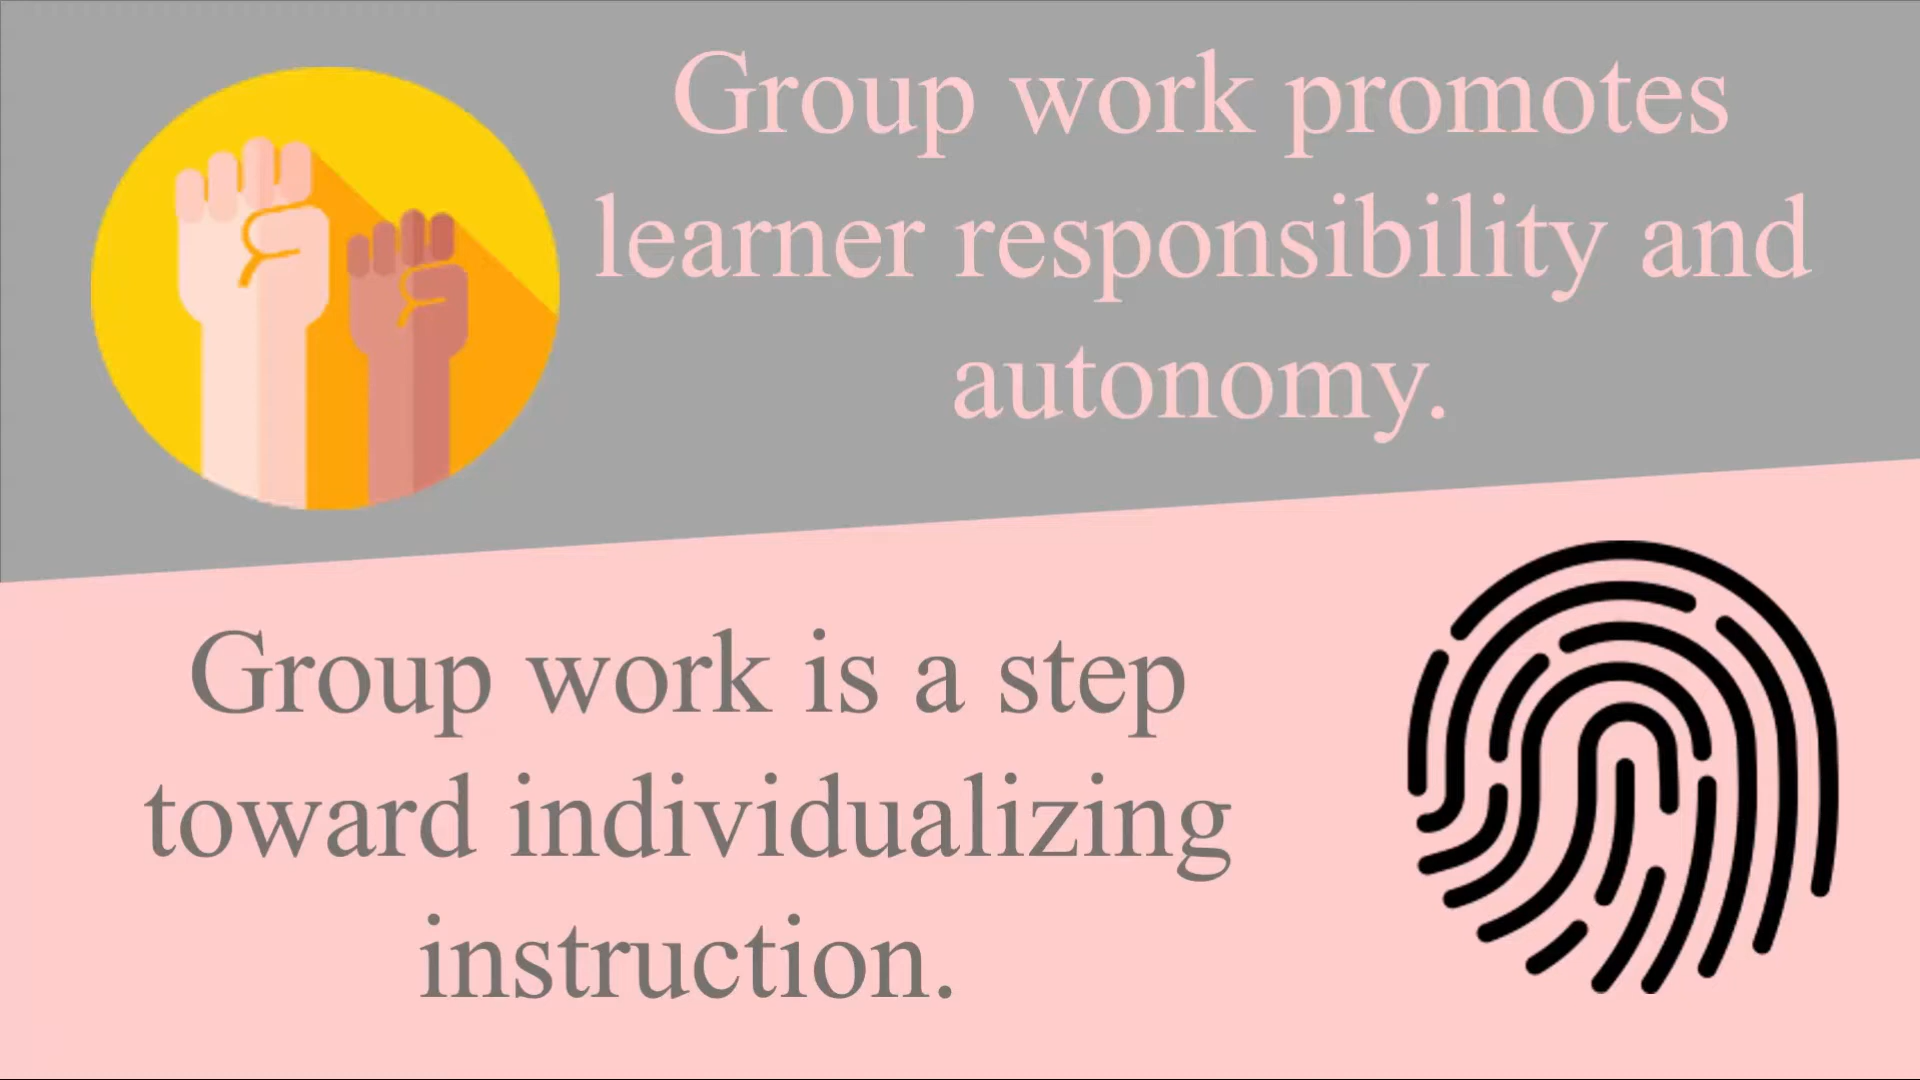 Group work promotes
learner responsibility and
autonomy.
Group work is a step
toward individualizing
instruction.